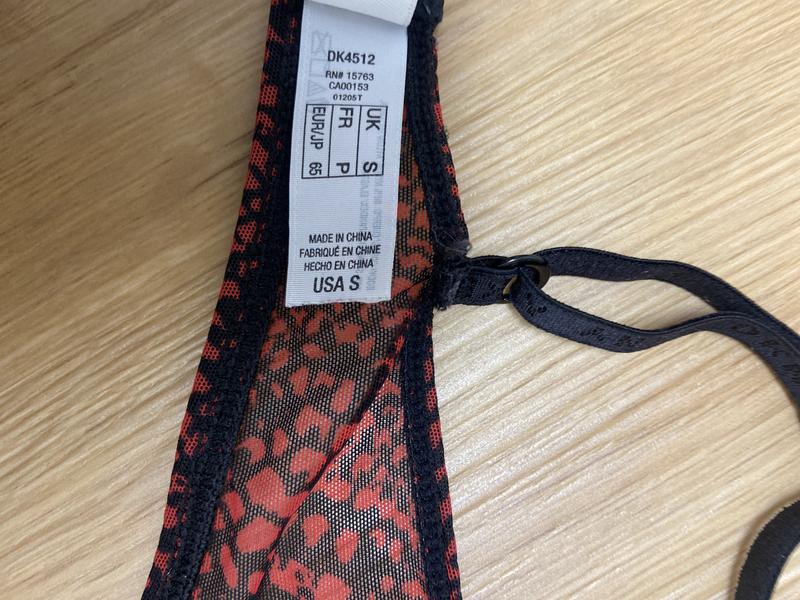 DK4512
RN# 15763
CA00153
01205T
UK S
FR P
EUR/JP 65
MADE IN CHINA
FABRIQUÉ EN CHINE
HECHO EN CHINA
USA S